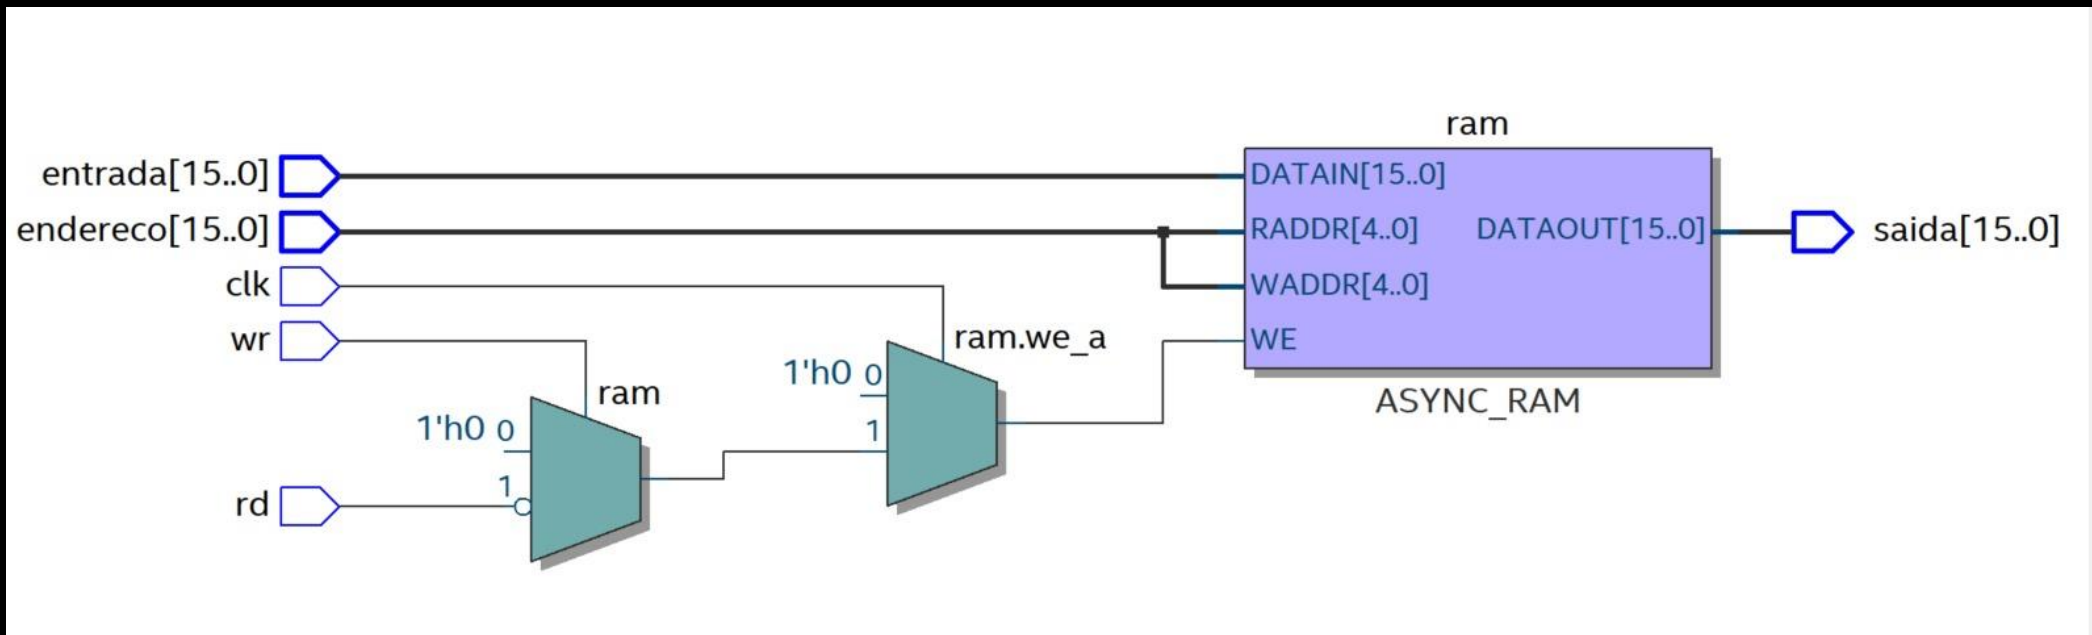 ram
entrada[15..0]
DATAIN[15..0]
endereco[15..0]
RADDR[4..0]
DATAOUT[15..0]
saida[15..0]
clk
WADDR[4..0]
wr
ram.we_a
WE
1'h0 0
ram
ASYNC_RAM
1'h0 0
1
1
rd